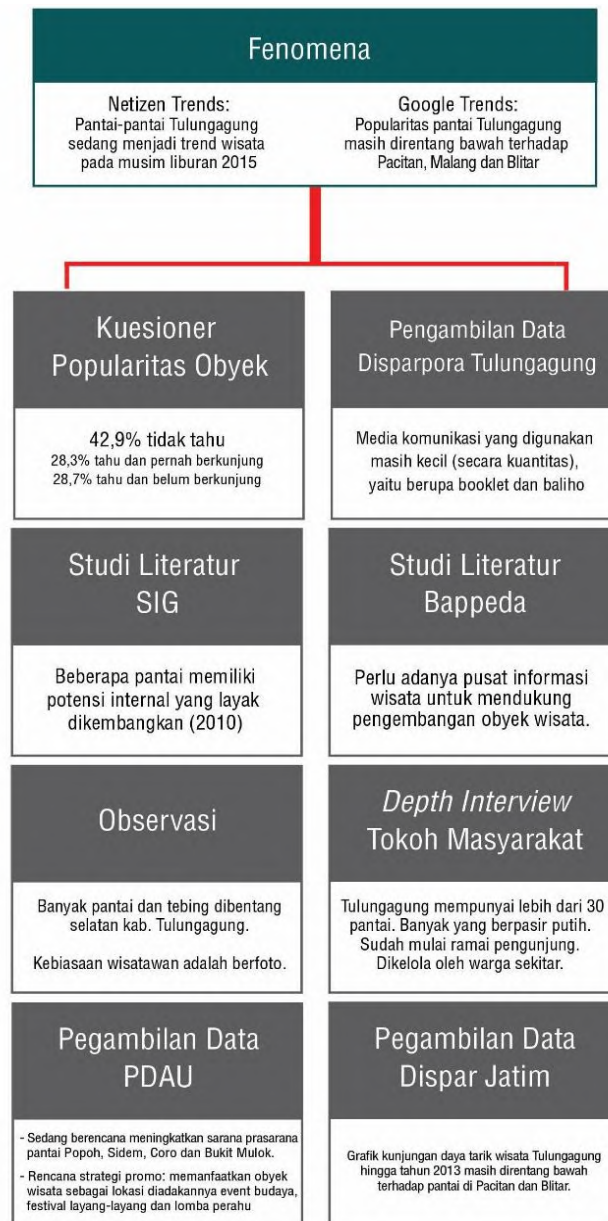 Fenomena
Netizen Trends:
Pantai-pantai Tulungagung
sedang menjadi trend wisata
pada musim liburan 2015
Google Trends:
Popularitas pantai Tulungagung
masih direntang bawah terhadap
Pacitan, Malang dan Blitar
Kuesioner
Popularitas Obyek
42,9% tidak tahu
28,3% tahu dan pernah berkunjung
28,7% tahu dan belum berkunjung
Pengambilan Data
Disparpora Tulungagung
Media komunikasi yang digunakan
masih kecil (secara kuantitas),
yaitu berupa booklet dan baliho
Studi Literatur
SIG
Beberapa pantai memiliki
potensi internal yang layak
dikembangkan (2010)
Studi Literatur
Bappeda
Perlu adanya pusat informasi
wisata untuk mendukung
pengembangan obyek wisata.
Observasi
Banyak pantai dan tebing dibentang
selatan kab. Tulungagung.
Kebiasaan wisatawan adalah berfoto.
Depth Interview
Tokoh Masyarakat
Tulungagung mempunyai lebih dari 30
pantai. Banyak yang berpasir putih.
Sudah mulai ramai pengunjung.
Dikelola oleh warga sekitar.
Pegambilan Data
PDAU
- Sedang berencana meningkatkan sarana prasarana
pantai Popoh, Sidem, Coro dan Bukit Mulok.
- Rencana strategi promo: memanfaatkan obyek
wisata sebagai lokasi diadakannya event budaya,
festival layang-layang dan lomba perahu
Pegambilan Data
Dispar Jatim
Grafik kunjungan daya tarik wisata Tulungagung
hingga tahun 2013 masih direntang bawah
terhadap pantai di Pacitan dan Blitar.